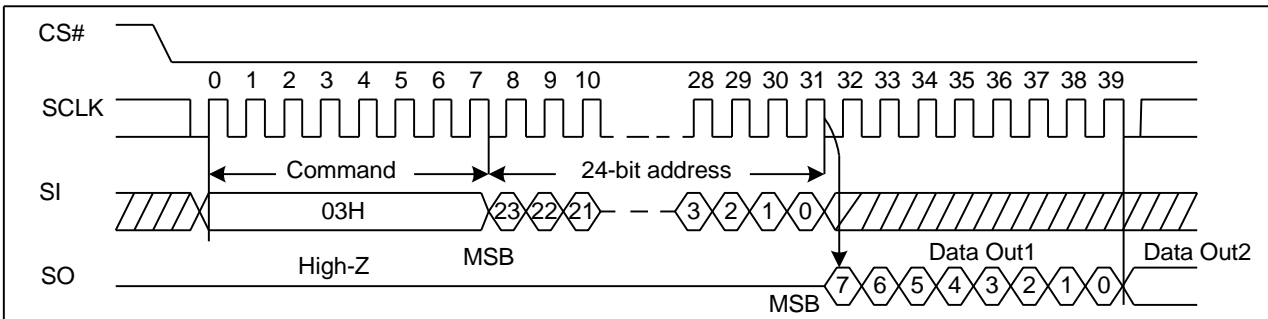 CS#
0 1 2 3 4 5 6 7 8 9 10 28 29 30 31 32 33 34 35 36 37 38 39
SCLK
Command 24-bit address
SI
03H 23 22 21 3 2 1 0
High-Z MSB Data Out1 Data Out2
SO
MSB 7 6 5 4 3 2 1 0